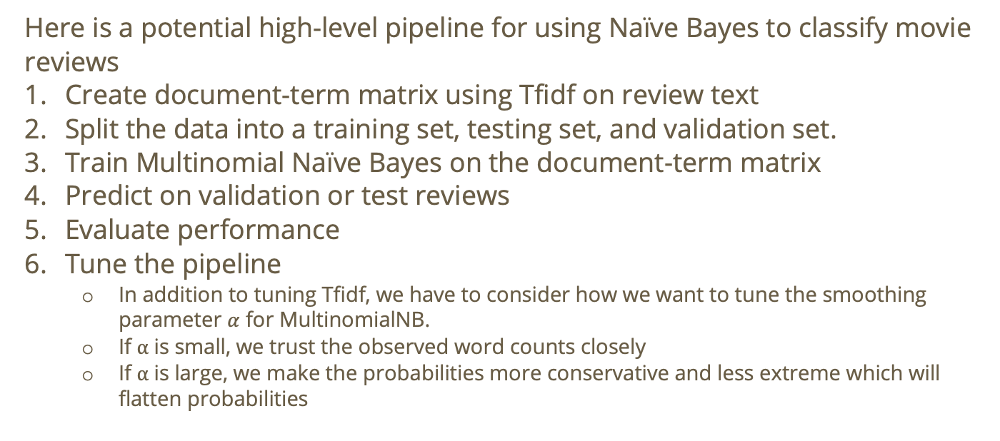 Here is a potential high-level pipeline for using Naïve Bayes to classify movie
reviews
1. Create document-term matrix using Tfidf on review text
2. Split the data into a training set, testing set, and validation set.
3. Train Multinomial Naïve Bayes on the document-term matrix
4. Predict on validation or test reviews
5. Evaluate performance
6. Tune the pipeline
○ In addition to tuning Tfidf, we have to consider how we want to tune the smoothing
parameter α for MultinomialNB.
○ If α is small, we trust the observed word counts closely
○ If α is large, we make the probabilities more conservative and less extreme which will
flatten probabilities